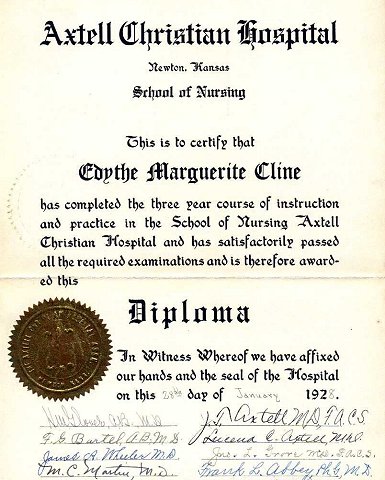 Axtell Christian Hospital
Newton, Kansas
School of Nursing
This is to certify that
Edythe Marguerite Cline
has completed the three year course of instruction
and practice in the School of Nursing Axtell
Christian Hospital and has satisfactorily passed
all the required examinations and is therefore award-
ed this
Diploma
In Witness Whereof we have affixed
our hands and the seal of the Hospital
on this 28th day of January 1928.
A.B. M.D.
J. T. Axtell M.D., F.A.C.S.
F. G. Bartel, A.B. M.D.
Lucena C. Axtell, M.D.
James A. Wheeler M.D.
Jno. L. Grove M.D. F.A.C.S.
M. C. Martin, M.D.
Frank L. Abbey, PhG, M.D.